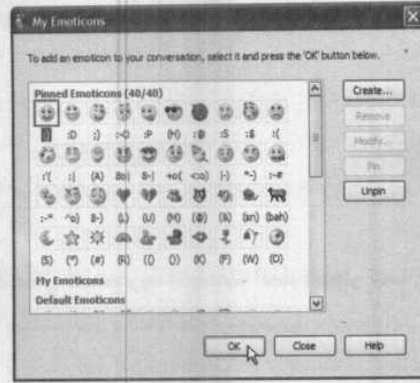 My Emoticons
To add an emoticon to your conversation, select it and press the 'OK' button below.
Pinned Emoticons (40/40)
:D ;) :-O :P (H) :@ :S :$ :(
:'( :| (A) 8o| 8-| +o( <:o) |-) *-) :-#
:-* ^o) 8-) (L) (U) (M) (@) (&) (sn) (bah)
(S) (*) (#) (R) ({) (}) (K) (F) (W) (O)
My Emoticons
Default Emoticons
Create...
Remove
Modify...
Pin
Unpin
OK
Close
Help